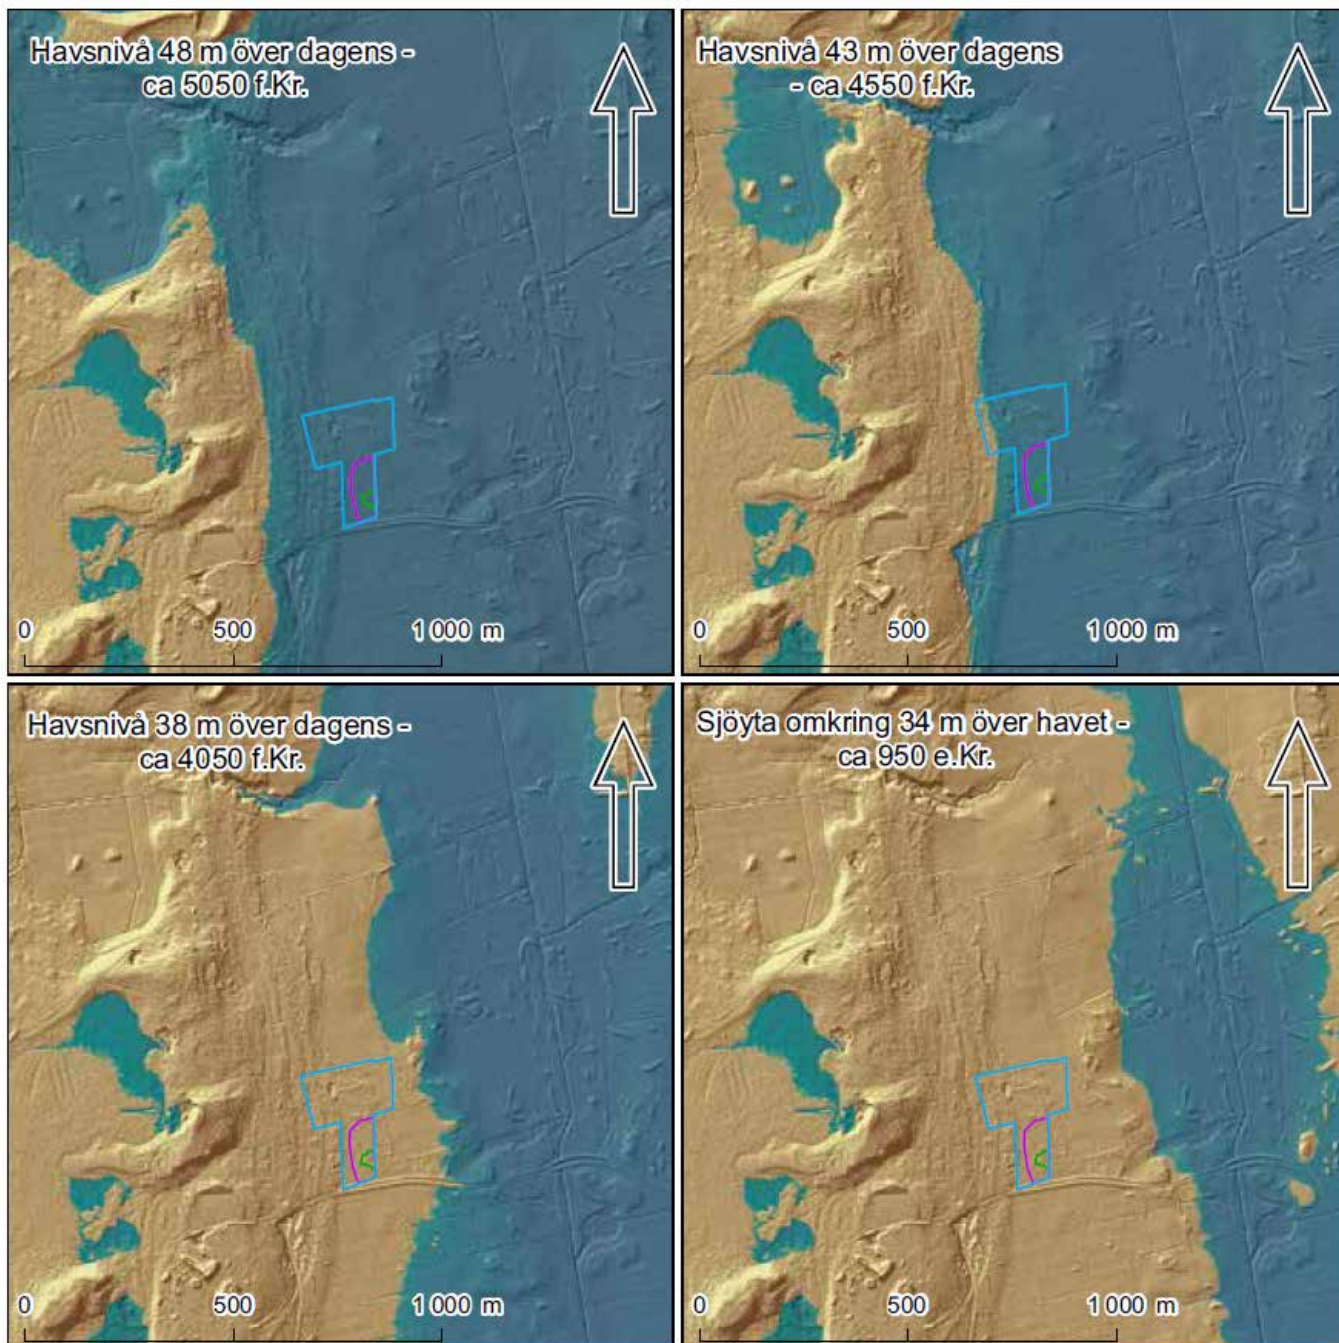 Havsnivå 48 m över dagens -
ca 5050 f.Kr.
0 500 1 000 m
Havsnivå 43 m över dagens
- ca 4550 f.Kr.
0 500 1 000 m
Havsnivå 38 m över dagens -
ca 4050 f.Kr.
0 500 1 000 m
Sjöyta omkring 34 m över havet -
ca 950 e.Kr.
0 500 1 000 m